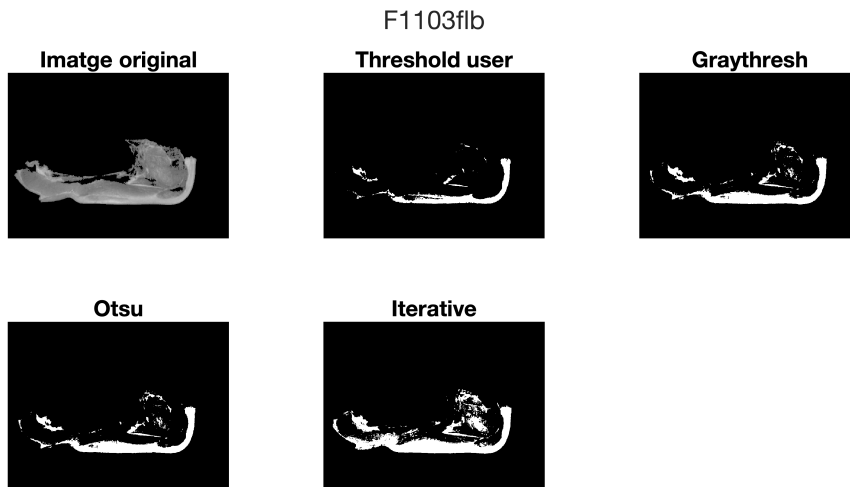 F1103flb
Imatge original
Threshold user
Graythresh
Otsu
Iterative